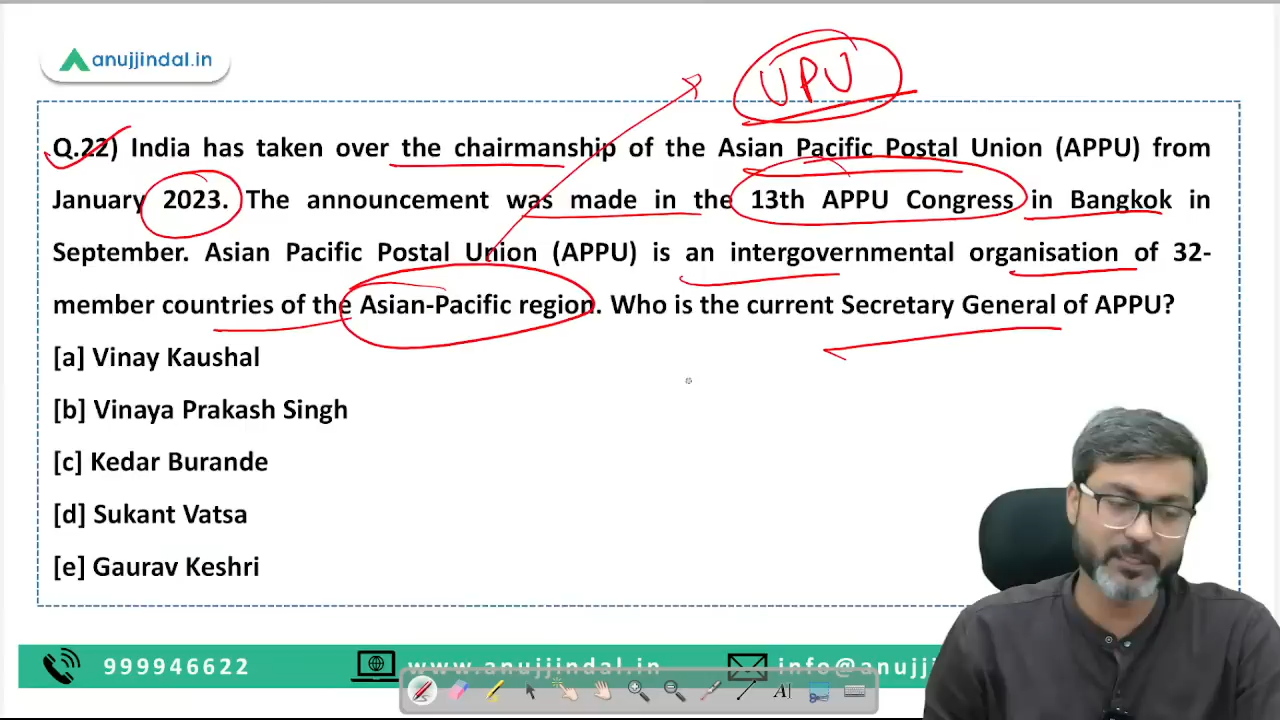 anujjindal.in
UPU
Q.22) India has taken over the chairmanship of the Asian Pacific Postal Union (APPU) from
January 2023. The announcement was made in the 13th APPU Congress in Bangkok in
September. Asian Pacific Postal Union (APPU) is an intergovernmental organisation of 32-
member countries of the Asian-Pacific region. Who is the current Secretary General of APPU?
[a] Vinay Kaushal
[b] Vinaya Prakash Singh
[c] Kedar Burande
[d] Sukant Vatsa
[e] Gaurav Keshri
999946622 www.anujjindal.in info@anujji
A